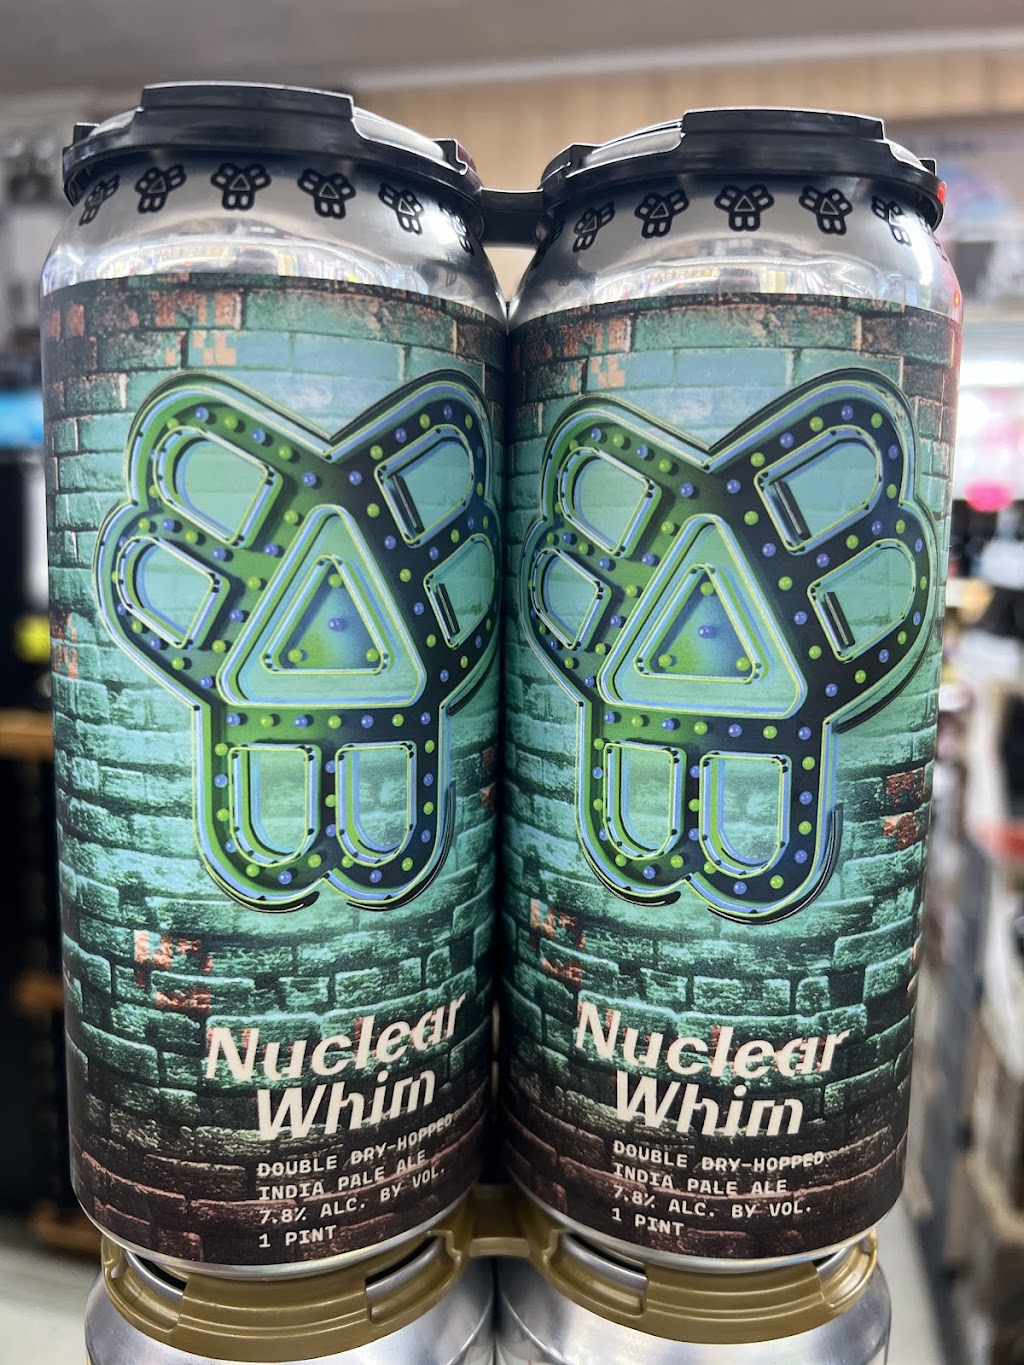 Nuclear
Whim
DOUBLE DRY-HOPPED
INDIA PALE ALE
7.8% ALC. BY VOL.
1 PINT
Nuclear
Whim
DOUBLE DRY-HOPPED
INDIA PALE ALE
7.8% ALC. BY VOL.
1 PINT